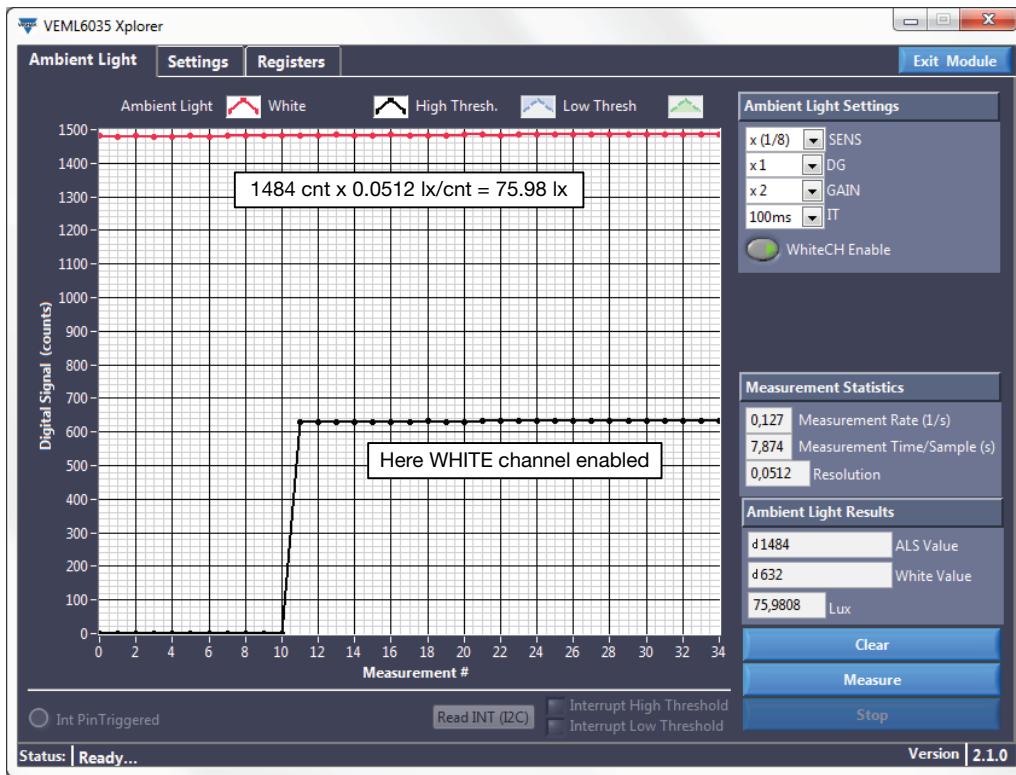 VEML6035 Xplorer
Ambient Light Settings Registers Exit Module
Ambient Light White High Thresh. Low Thresh
1500
1400
1300
1200
1100
1000
900
800
700
600
500
400
300
200
100
0
Digital Signal (counts)
1484 cnt x 0.0512 lx/cnt = 75.98 lx
Here WHITE channel enabled
0 2 4 6 8 10 12 14 16 18 20 22 24 26 28 30 32 34
Measurement #
Ambient Light Settings
x (1/8) SENS
x 1 DG
x 2 GAIN
100ms IT
WhiteCH Enable
Measurement Statistics
0,127 Measurement Rate (1/s)
7,874 Measurement Time/Sample (s)
0,0512 Resolution
Ambient Light Results
d 1484 ALS Value
d 632 White Value
75,9808 Lux
Clear
Measure
Stop
Int PinTriggered
Read INT (I2C)
Interrupt High Threshold
Interrupt Low Threshold
Status: Ready...
Version 2.1.0